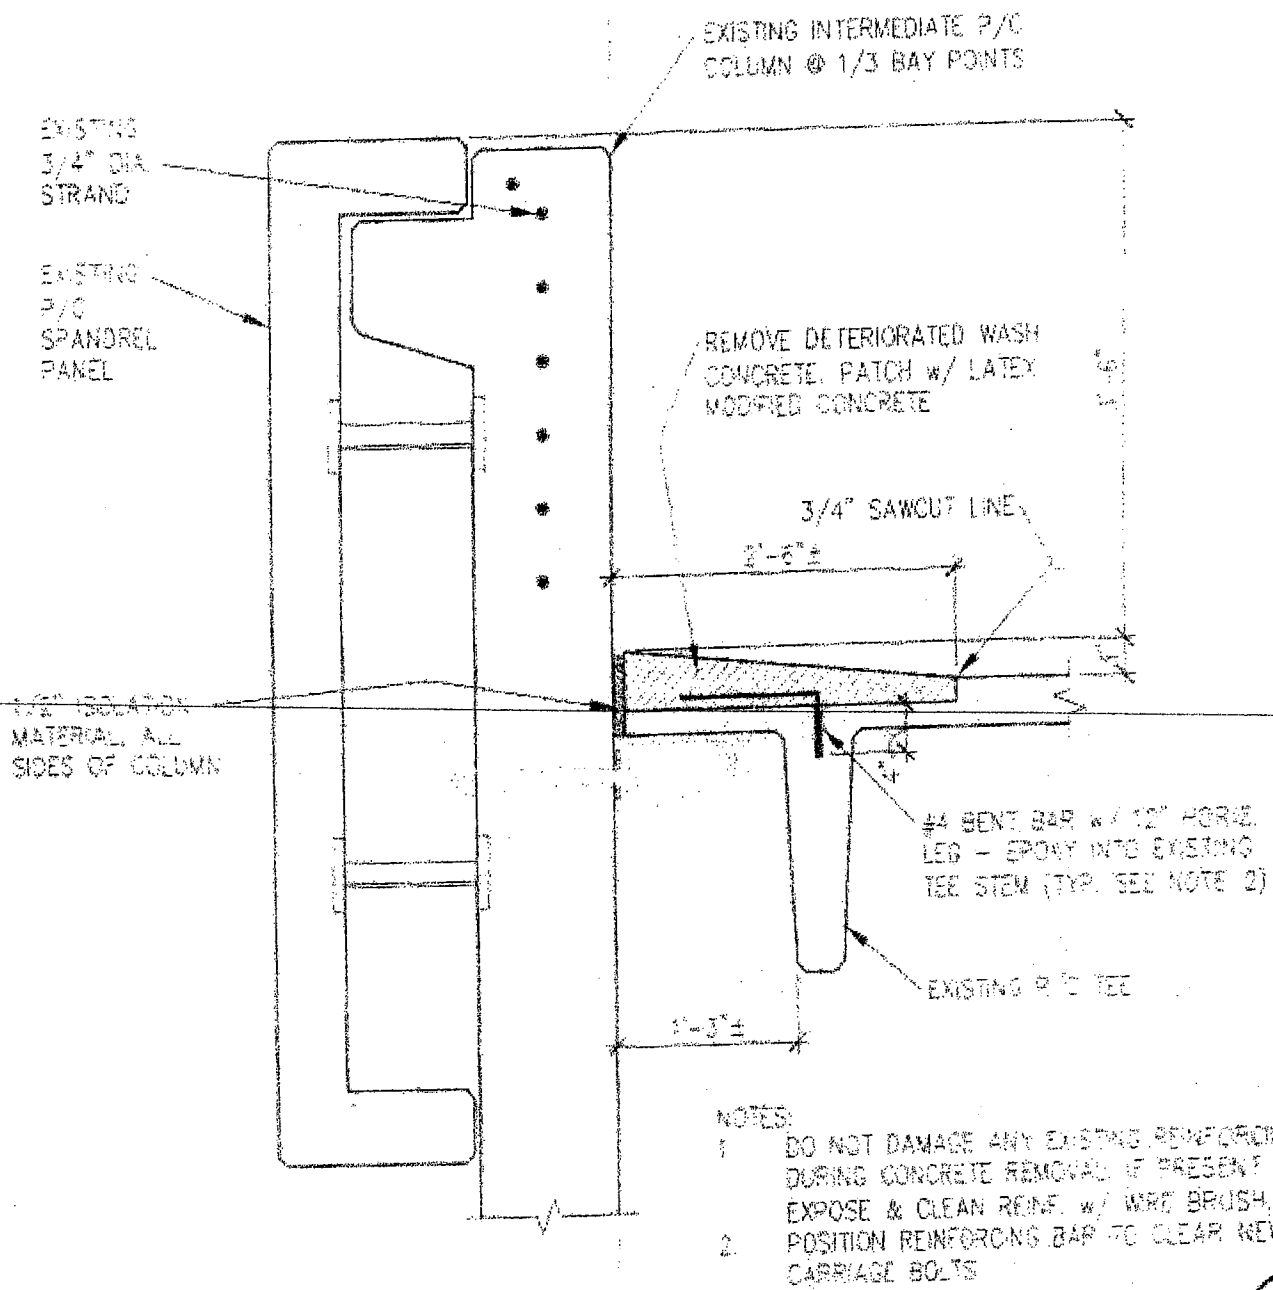 EXISTING INTERMEDIATE P/C
COLUMN @ 1/3 BAY POINTS
EXISTING
3/4" DIA.
STRAND
EXISTING
P/C
SPANDREL
PANEL
REMOVE DETERIORATED WASH
CONCRETE. PATCH w/ LATEX
MODIFIED CONCRETE
3/4" SAWCUT LINE
2'-6"±
1/2" ISOLATION
MATERIAL, ALL
SIDES OF COLUMN
#4 BENT BAR w/ 12" HORIZ.
LEG - EPOXY INTO EXISTING
TEE STEM (TYP. SEE NOTE 2)
EXISTING P/C TEE
1'-3"±
NOTES:
1 DO NOT DAMAGE ANY EXISTING REINFORCI
DURING CONCRETE REMOVAL. IF PRESENT
EXPOSE & CLEAN REINF. w/ WIRE BRUSH.
2. POSITION REINFORCING BAR TO CLEAR NEW
CARRIAGE BOLTS